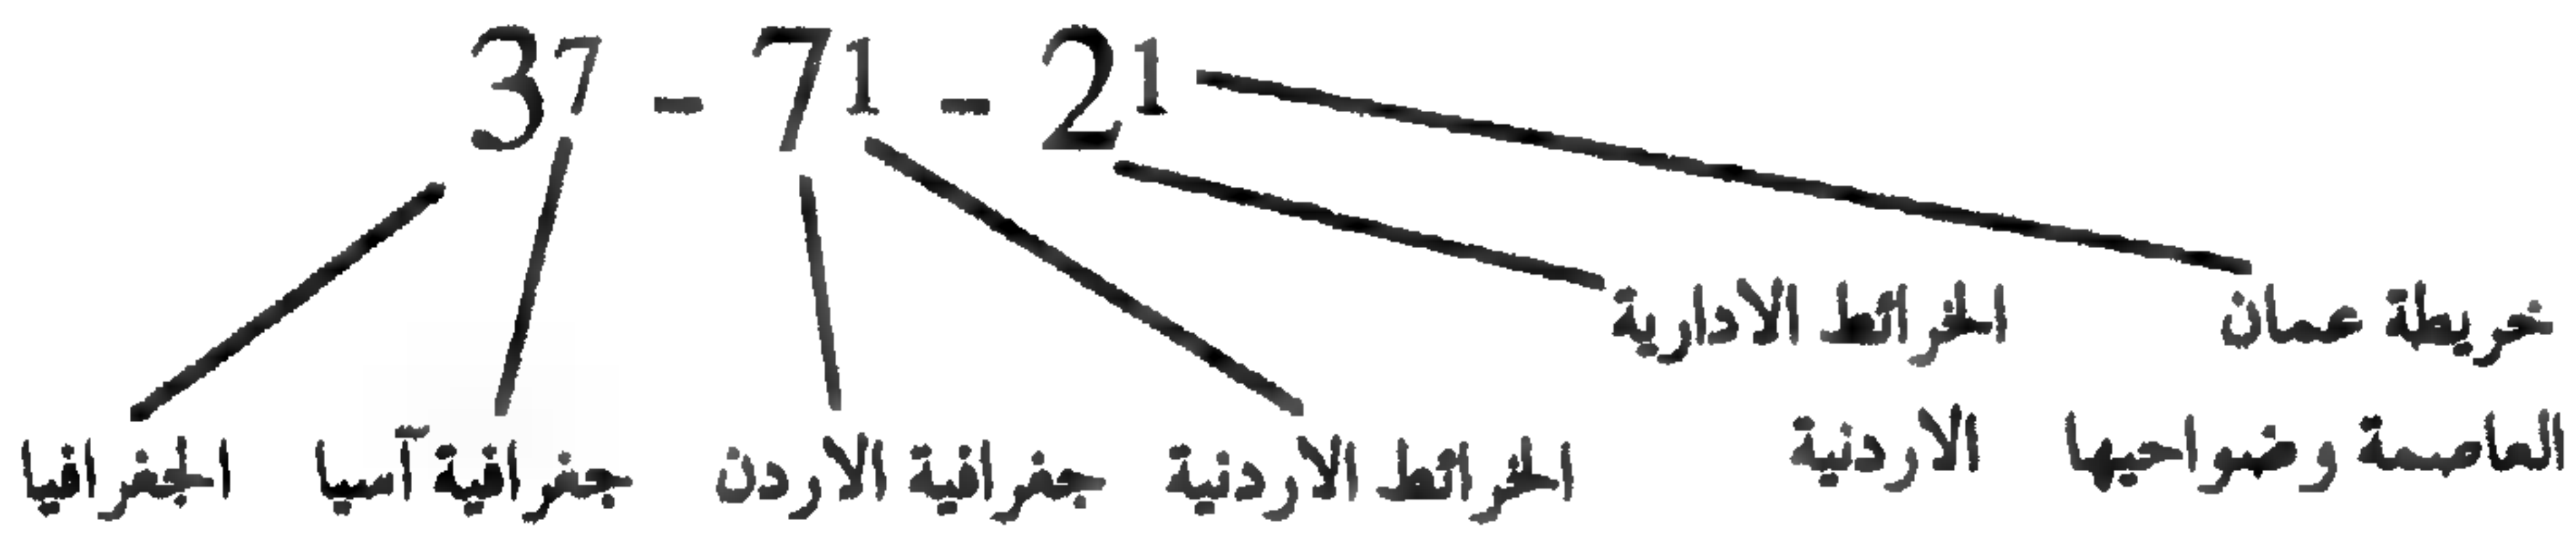 3⁷ - 7¹ - 2¹
الخرائط الادارية خريطة عمان
الجغرافيا جغرافية آسيا جغرافية الاردن الخرائط الاردنية الاردنية العاصمة وضواحيها